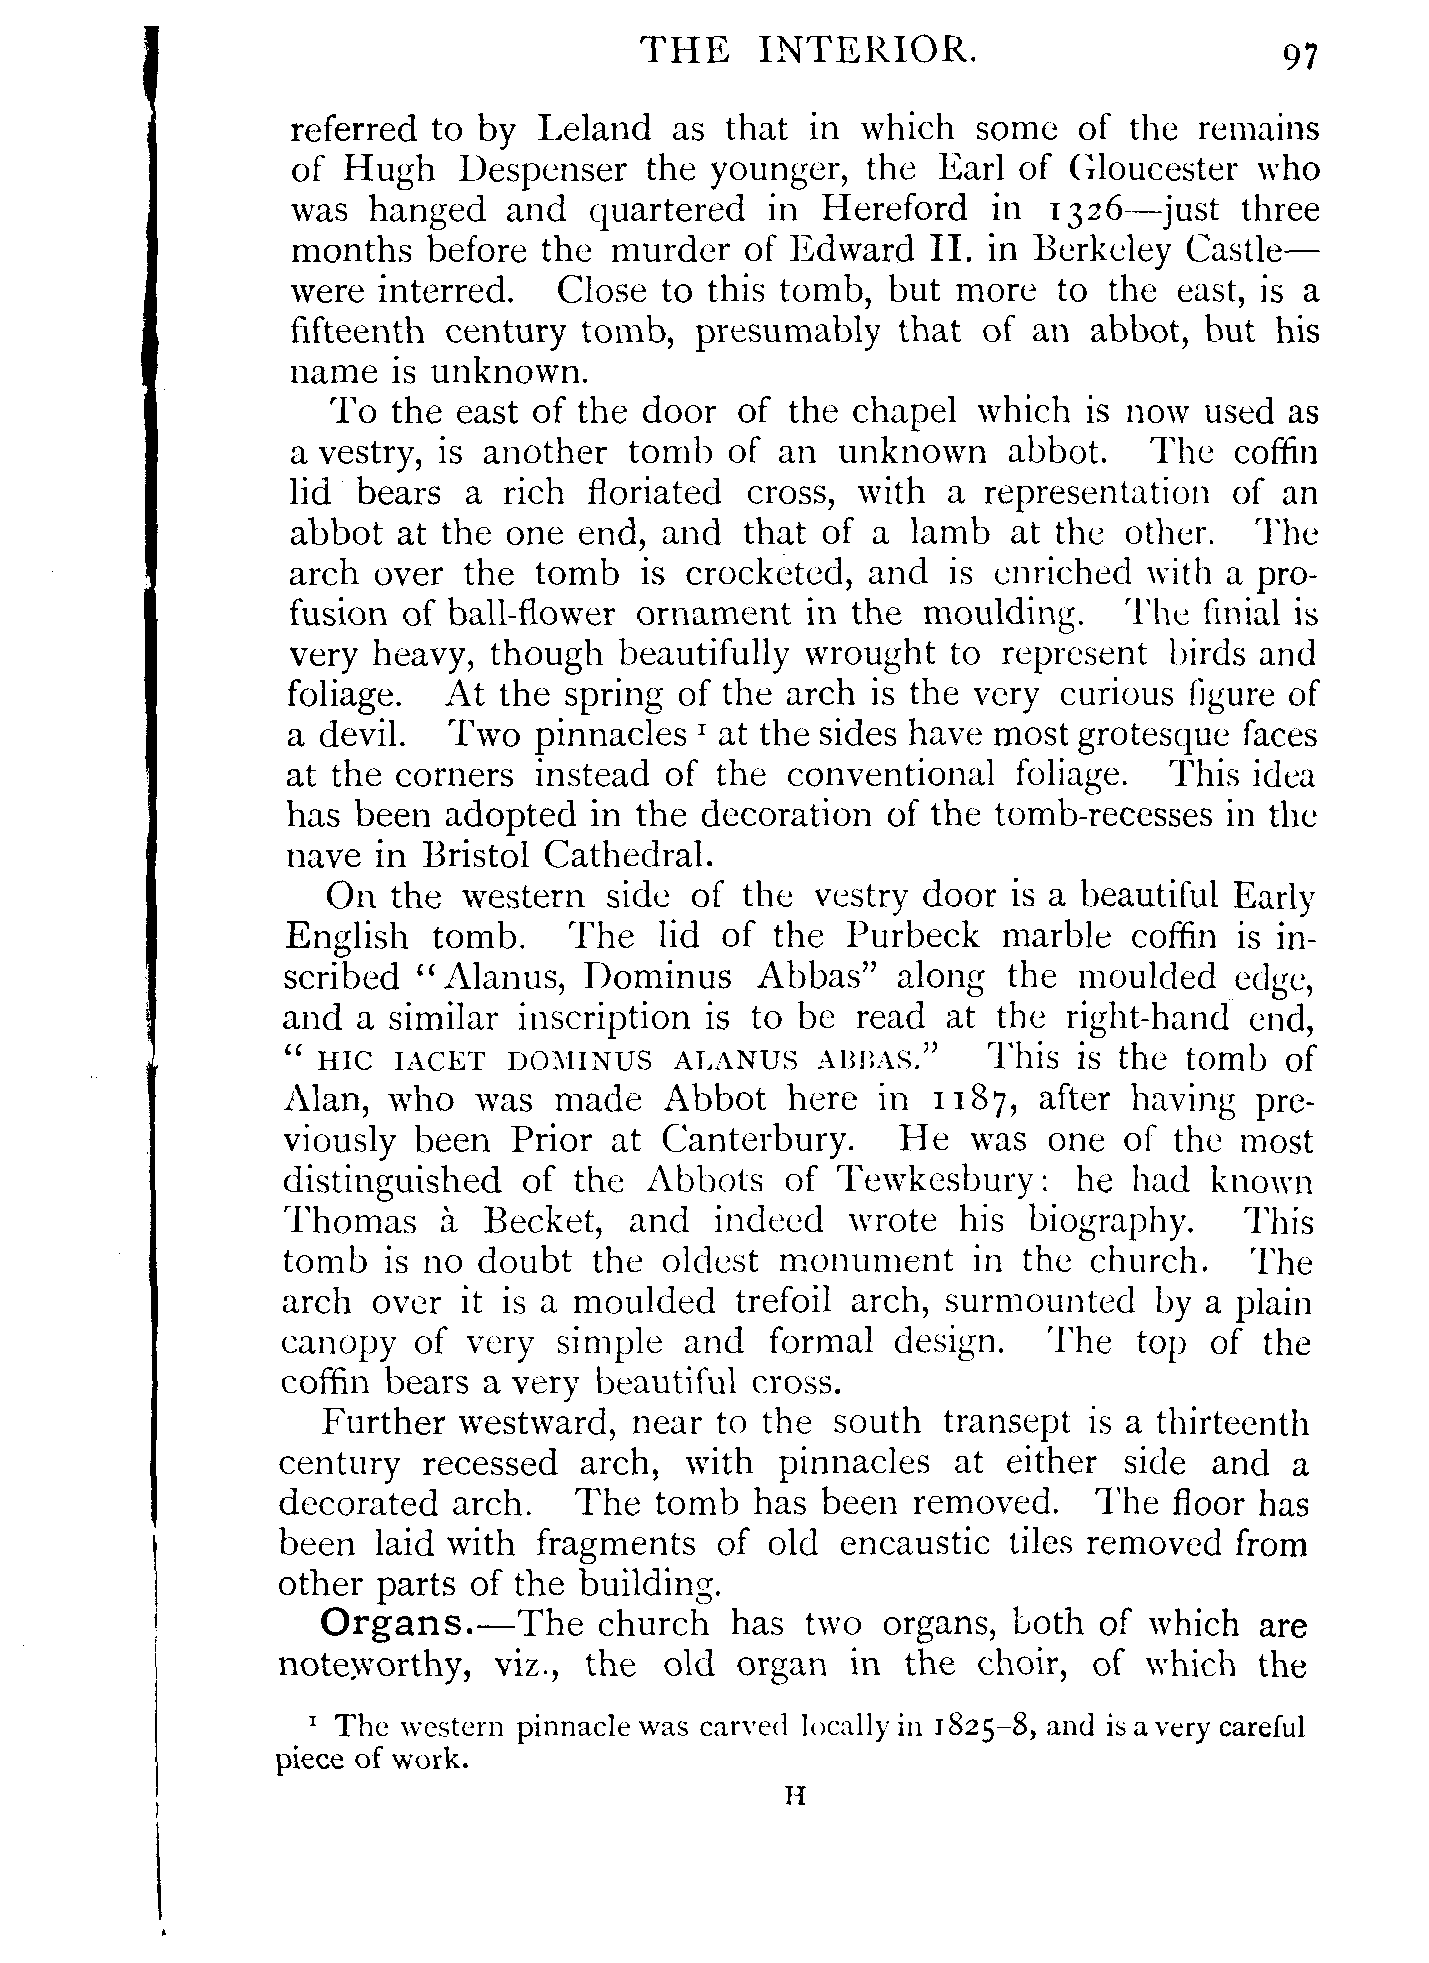 THE INTERIOR. 97
referred to by Leland as that in which some of the remains
of Hugh Despenser the younger, the Earl of Gloucester who
was hanged and quartered in Hereford in 1326—just three
months before the murder of Edward II. in Berkeley Castle—
were interred. Close to this tomb, but more to the east, is a
fifteenth century tomb, presumably that of an abbot, but his
name is unknown.
To the east of the door of the chapel which is now used as
a vestry, is another tomb of an unknown abbot. The coffin
lid bears a rich floriated cross, with a representation of an
abbot at the one end, and that of a lamb at the other. The
arch over the tomb is crocketed, and is enriched with a pro-
fusion of ball-flower ornament in the moulding. The finial is
very heavy, though beautifully wrought to represent birds and
foliage. At the spring of the arch is the very curious figure of
a devil. Two pinnacles ¹ at the sides have most grotesque faces
at the corners instead of the conventional foliage. This idea
has been adopted in the decoration of the tomb-recesses in the
nave in Bristol Cathedral.
On the western side of the vestry door is a beautiful Early
English tomb. The lid of the Purbeck marble coffin is in-
scribed “Alanus, Dominus Abbas” along the moulded edge,
and a similar inscription is to be read at the right-hand end,
“ HIC IACET DOMINUS ALANUS ABBAS.” This is the tomb of
Alan, who was made Abbot here in 1187, after having pre-
viously been Prior at Canterbury. He was one of the most
distinguished of the Abbots of Tewkesbury: he had known
Thomas à Becket, and indeed wrote his biography. This
tomb is no doubt the oldest monument in the church. The
arch over it is a moulded trefoil arch, surmounted by a plain
canopy of very simple and formal design. The top of the
coffin bears a very beautiful cross.
Further westward, near to the south transept is a thirteenth
century recessed arch, with pinnacles at either side and a
decorated arch. The tomb has been removed. The floor has
been laid with fragments of old encaustic tiles removed from
other parts of the building.
Organs.—The church has two organs, both of which are
noteworthy, viz., the old organ in the choir, of which the
¹ The western pinnacle was carved locally in 1825-8, and is a very careful
piece of work.
H